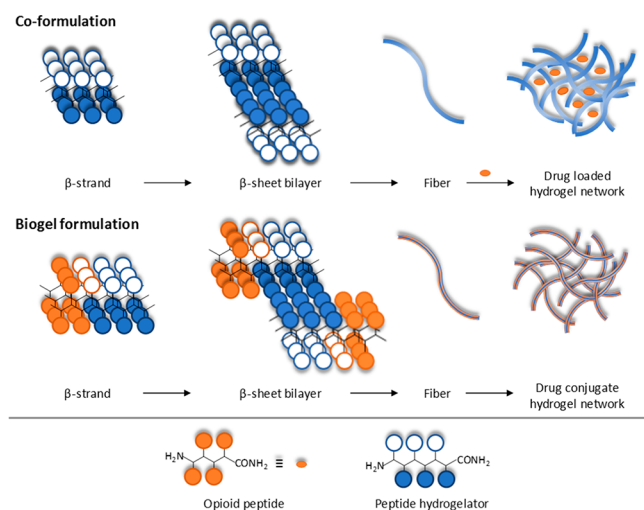 Co-formulation
β-strand
β-sheet bilayer
Fiber
Drug loaded
hydrogel network
Biogel formulation
β-strand
β-sheet bilayer
Fiber
Drug conjugate
hydrogel network
H₂N
CONH₂
≡
H₂N
CONH₂
Opioid peptide
Peptide hydrogelator